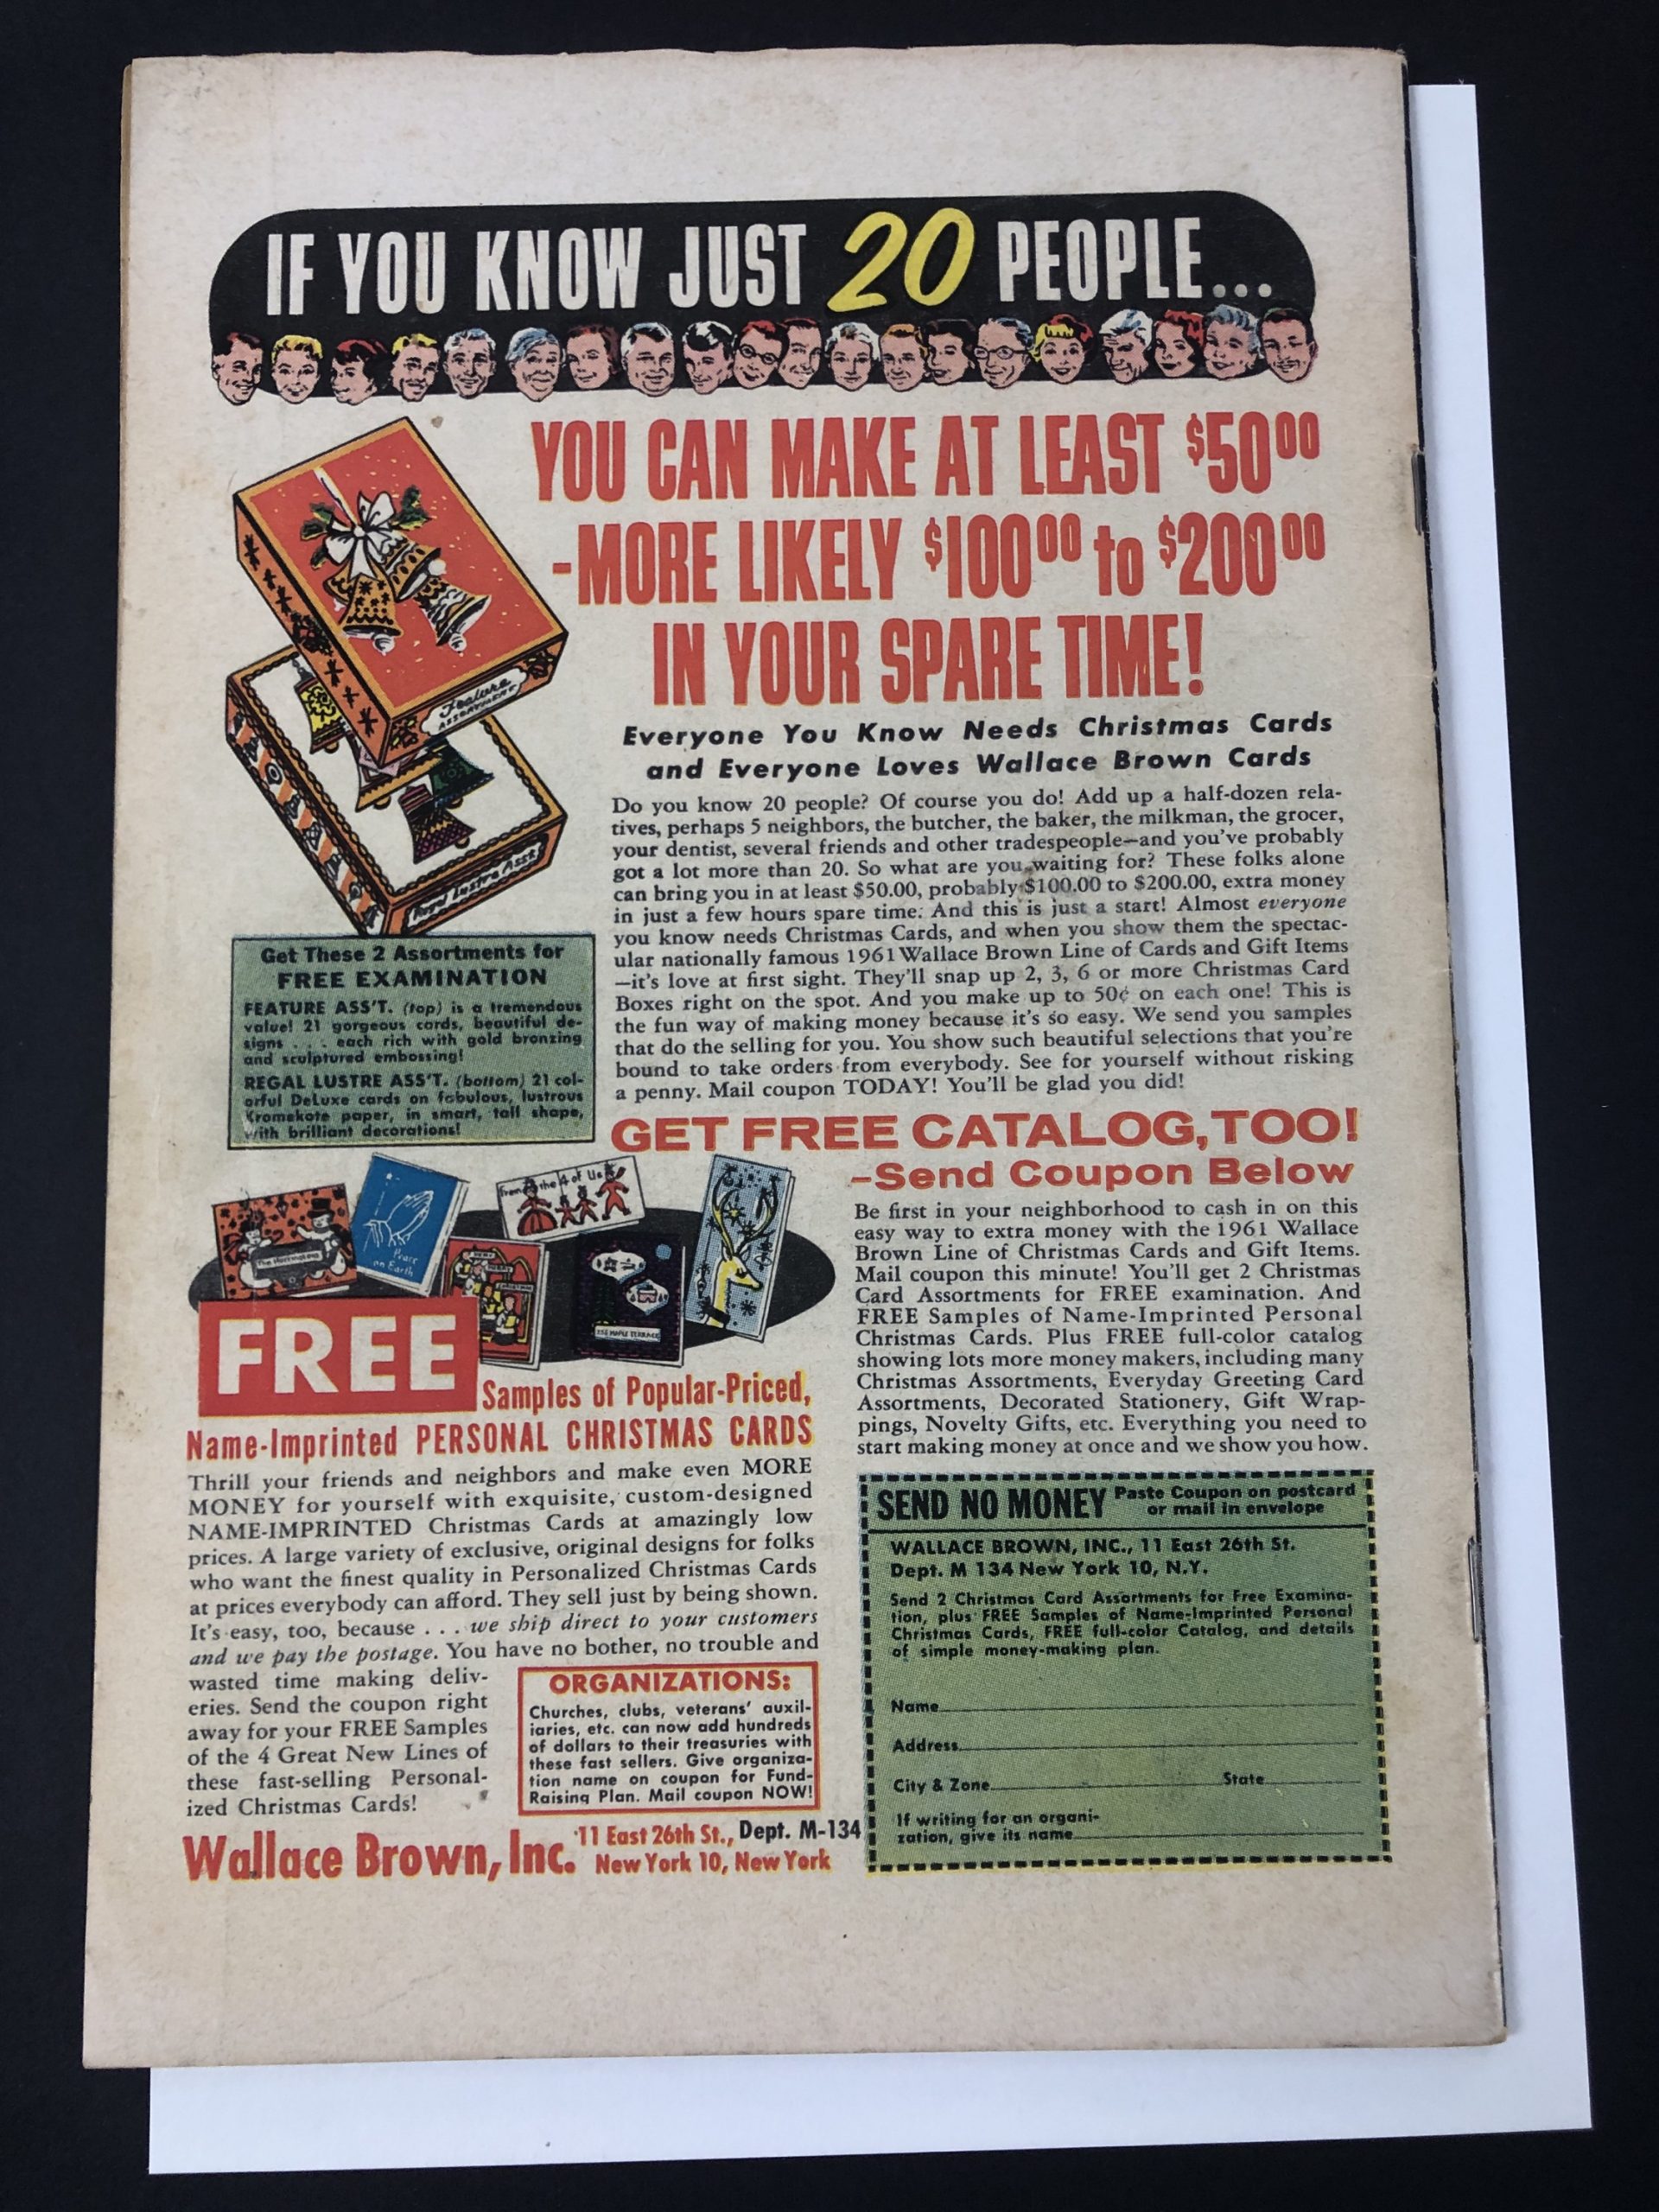 IF YOU KNOW JUST 20 PEOPLE...
YOU CAN MAKE AT LEAST $50.00
-MORE LIKELY $100.00 to $200.00
IN YOUR SPARE TIME!
Feature
ASSORTMENT
Regal Lustre Asst
Everyone You Know Needs Christmas Cards
and Everyone Loves Wallace Brown Cards
Do you know 20 people? Of course you do! Add up a half-dozen rela-
tives, perhaps 5 neighbors, the butcher, the baker, the milkman, the grocer,
your dentist, several friends and other tradespeople—and you've probably
got a lot more than 20. So what are you waiting for? These folks alone
can bring you in at least $50.00, probably $100.00 to $200.00, extra money
in just a few hours spare time. And this is just a start! Almost everyone
you know needs Christmas Cards, and when you show them the spectac-
ular nationally famous 1961 Wallace Brown Line of Cards and Gift Items
—it's love at first sight. They'll snap up 2, 3, 6 or more Christmas Card
Boxes right on the spot. And you make up to 50¢ on each one! This is
the fun way of making money because it's so easy. We send you samples
that do the selling for you. You show such beautiful selections that you're
bound to take orders from everybody. See for yourself without risking
a penny. Mail coupon TODAY! You'll be glad you did!
Get These 2 Assortments for
FREE EXAMINATION
FEATURE ASS'T. (top) is a tremendous
value! 21 gorgeous cards, beautiful de-
signs . . . each rich with gold bronzing
and sculptured embossing!
REGAL LUSTRE ASS'T. (bottom) 21 col-
orful DeLuxe cards on fabulous, lustrous
Kromekote paper, in smart, tall shape,
with brilliant decorations!
GET FREE CATALOG, TOO!
–Send Coupon Below
Be first in your neighborhood to cash in on this
easy way to extra money with the 1961 Wallace
Brown Line of Christmas Cards and Gift Items.
Mail coupon this minute! You'll get 2 Christmas
Card Assortments for FREE examination. And
FREE Samples of Name-Imprinted Personal
Christmas Cards. Plus FREE full-color catalog
showing lots more money makers, including many
Christmas Assortments, Everyday Greeting Card
Assortments, Decorated Stationery, Gift Wrap-
pings, Novelty Gifts, etc. Everything you need to
start making money at once and we show you how.
Peace
on Earth
From the 4 of Us
MAPLE TERRACE
FREE
Samples of Popular-Priced,
Name-Imprinted PERSONAL CHRISTMAS CARDS
Thrill your friends and neighbors and make even MORE
MONEY for yourself with exquisite, custom-designed
NAME-IMPRINTED Christmas Cards at amazingly low
prices. A large variety of exclusive, original designs for folks
who want the finest quality in Personalized Christmas Cards
at prices everybody can afford. They sell just by being shown.
It's easy, too, because . . . we ship direct to your customers
and we pay the postage. You have no bother, no trouble and
wasted time making deliv-
eries. Send the coupon right
away for your FREE Samples
of the 4 Great New Lines of
these fast-selling Personal-
ized Christmas Cards!
ORGANIZATIONS:
Churches, clubs, veterans' auxil-
iaries, etc. can now add hundreds
of dollars to their treasuries with
these fast sellers. Give organiza-
tion name on coupon for Fund-
Raising Plan. Mail coupon NOW!
Wallace Brown, Inc. 11 East 26th St., Dept. M-134
New York 10, New York
SEND NO MONEY Paste Coupon on postcard
or mail in envelope
WALLACE BROWN, INC., 11 East 26th St.
Dept. M 134 New York 10, N.Y.
Send 2 Christmas Card Assortments for Free Examina-
tion, plus FREE Samples of Name-Imprinted Personal
Christmas Cards, FREE full-color Catalog, and details
of simple money-making plan.
Name
Address
City & Zone State
If writing for an organi-
zation, give its name